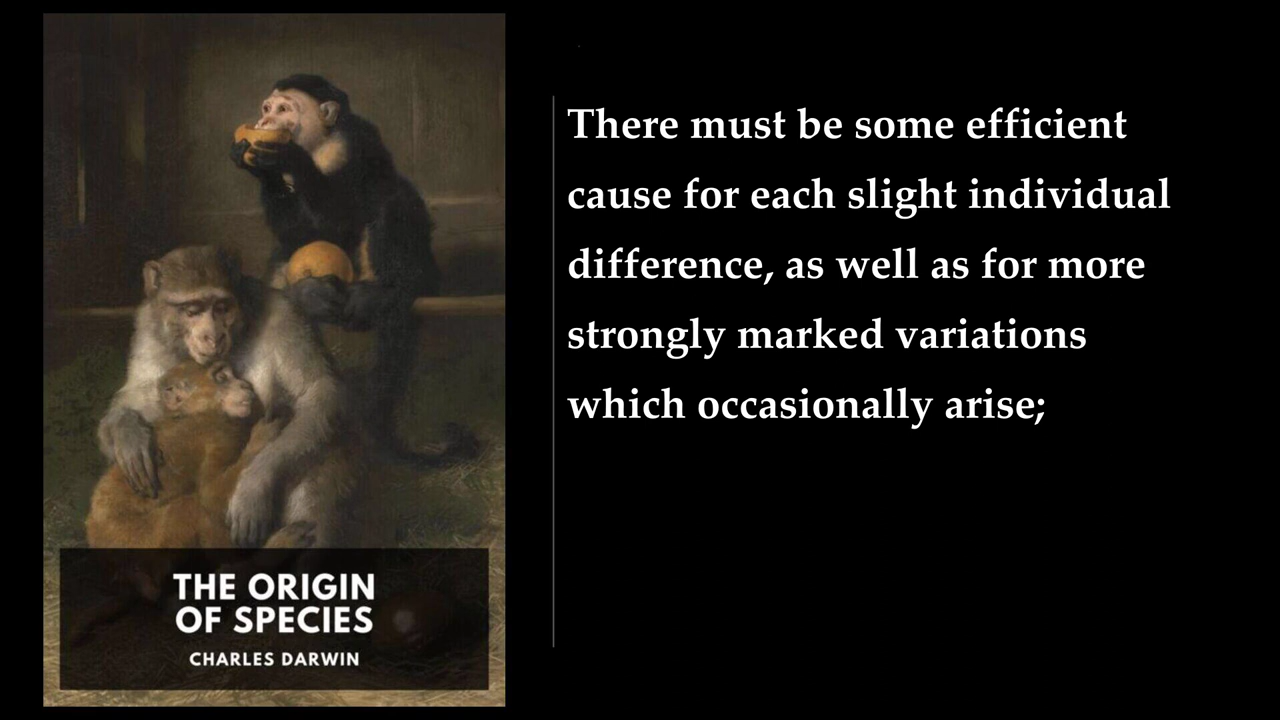 THE ORIGIN
OF SPECIES
CHARLES DARWIN
There must be some efficient
cause for each slight individual
difference, as well as for more
strongly marked variations
which occasionally arise;